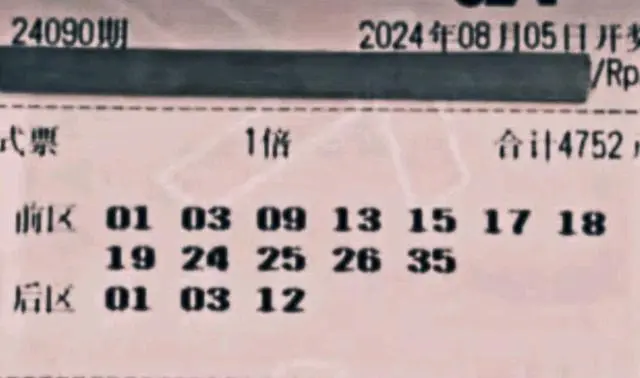 24090期 2024年08月05日开奖
/Rp
式票 1倍 合计4752
前区 01 03 09 13 15 17 18
19 24 25 26 35
后区 01 03 12